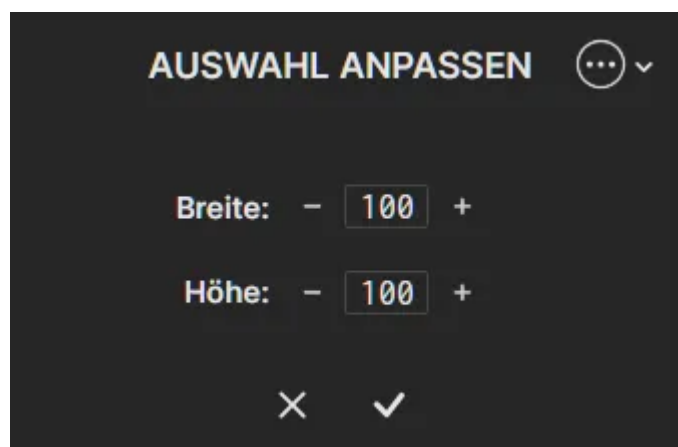 AUSWAHL ANPASSEN
Breite: − 100 +
Höhe: − 100 +